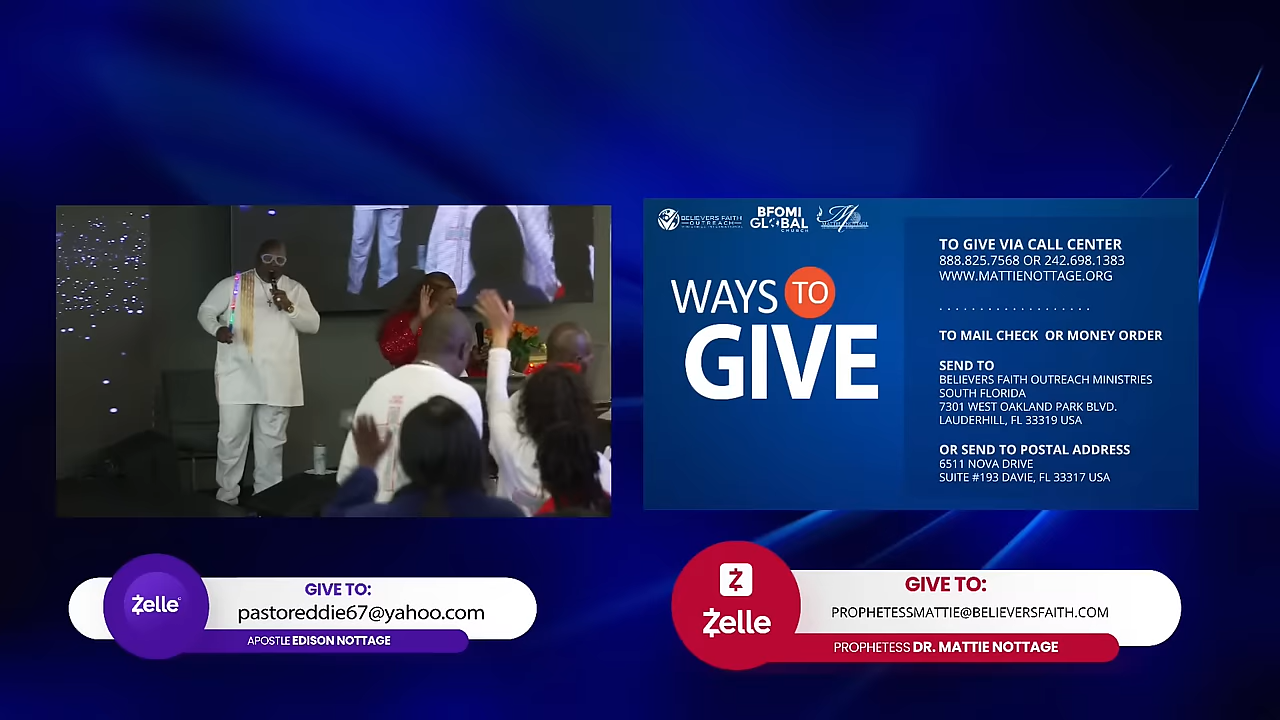 BELIEVERS FAITH
OUTREACH
BFOMI
GLOBAL
CHURCH
MATTIE NOTTAGE
WAYS TO
GIVE
TO GIVE VIA CALL CENTER
888.825.7568 OR 242.698.1383
WWW.MATTIENOTTAGE.ORG
...................
TO MAIL CHECK OR MONEY ORDER
SEND TO
BELIEVERS FAITH OUTREACH MINISTRIES
SOUTH FLORIDA
7301 WEST OAKLAND PARK BLVD.
LAUDERHILL, FL 33319 USA
OR SEND TO POSTAL ADDRESS
6511 NOVA DRIVE
SUITE #193 DAVIE, FL 33317 USA
Zelle
GIVE TO:
pastoreddie67@yahoo.com
APOSTLE EDISON NOTTAGE
Z
Zelle
GIVE TO:
PROPHETESSMATTIE@BELIEVERSFAITH.COM
PROPHETESS DR. MATTIE NOTTAGE